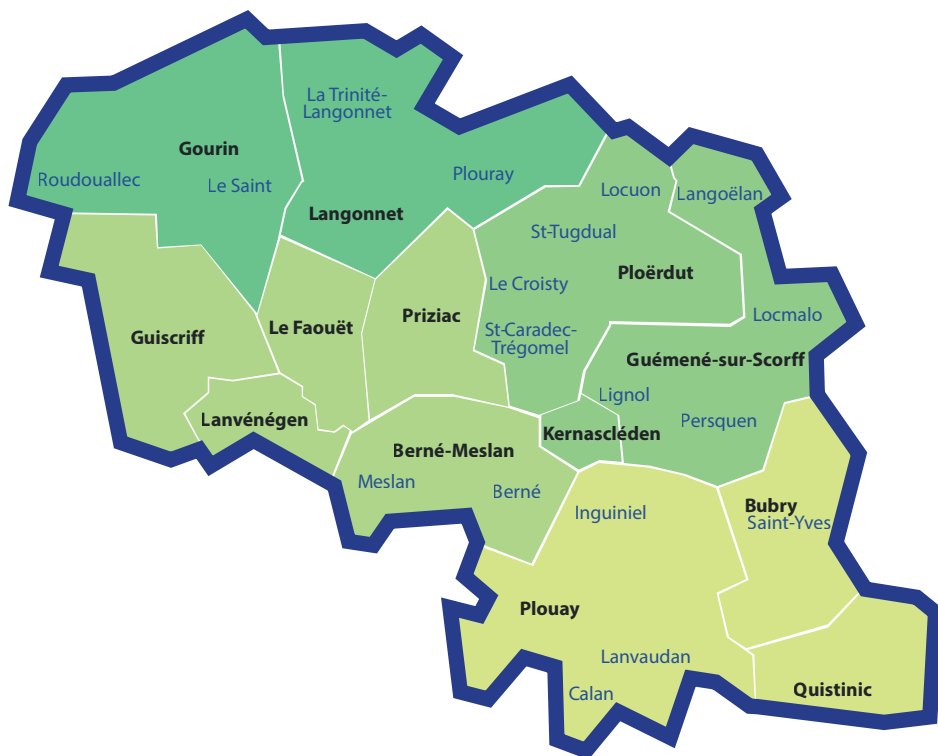 La Trinité-
Langonnet
Gourin
Plouray
Roudouallec
Le Saint
Locuon
Langoëlan
Langonnet
St-Tugdual
Ploërdut
Le Croisty
Priziac
Locmalo
Le Faouët
Guiscriff
St-Caradec-
Trégomel
Guémené-sur-Scorff
Lignol
Lanvénégen
Persquen
Kernascléden
Berné-Meslan
Meslan
Berné
Bubry
Inguiniel
Saint-Yves
Plouay
Lanvaudan
Calan
Quistinic